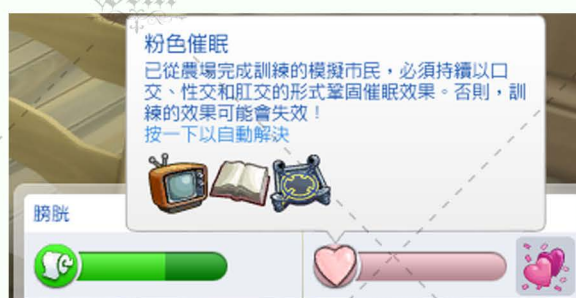 粉色催眠
已從農場完成訓練的模擬市民，必須持續以口
交、性交和肛交的形式鞏固催眠效果。否則，訓
練的效果可能會失效！
按一下以自動解決
膀胱